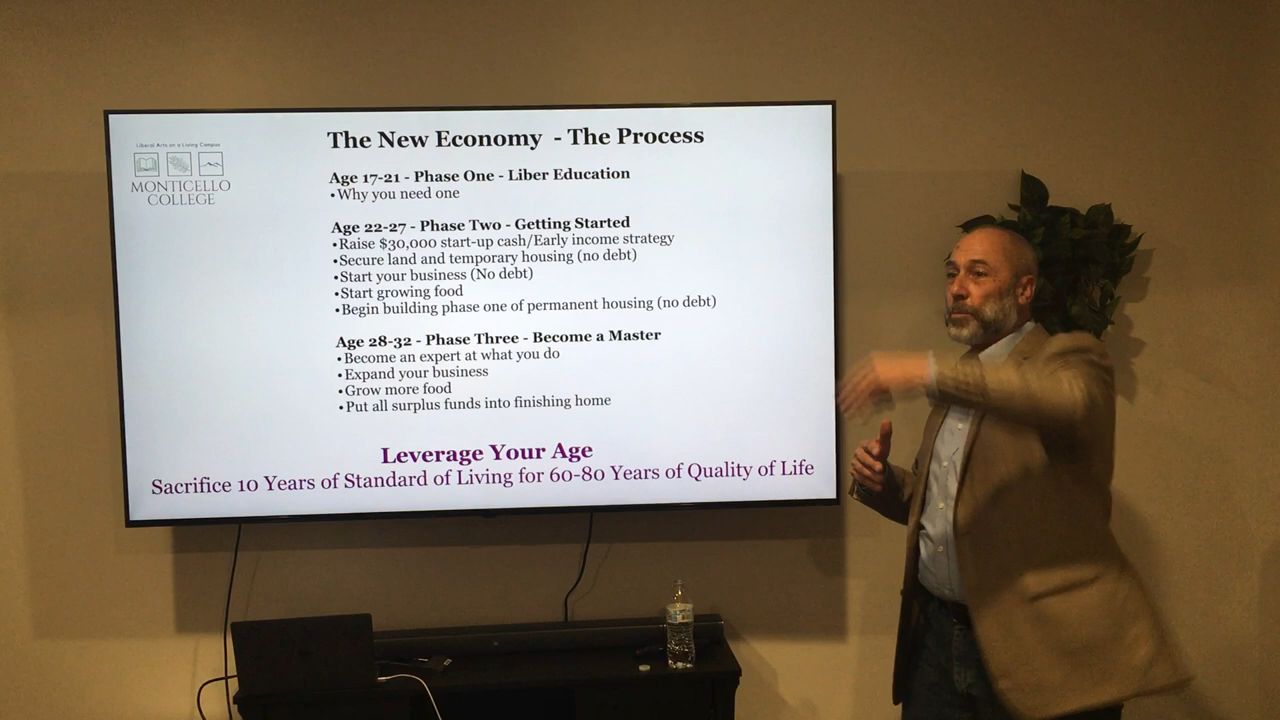 Liberal Arts on a Living Campus
MONTICELLO
COLLEGE
The New Economy - The Process
Age 17-21 - Phase One - Liber Education
•Why you need one
Age 22-27 - Phase Two - Getting Started
•Raise $30,000 start-up cash/Early income strategy
•Secure land and temporary housing (no debt)
•Start your business (No debt)
•Start growing food
•Begin building phase one of permanent housing (no debt)
Age 28-32 - Phase Three - Become a Master
•Become an expert at what you do
•Expand your business
•Grow more food
•Put all surplus funds into finishing home
Leverage Your Age
Sacrifice 10 Years of Standard of Living for 60-80 Years of Quality of Life